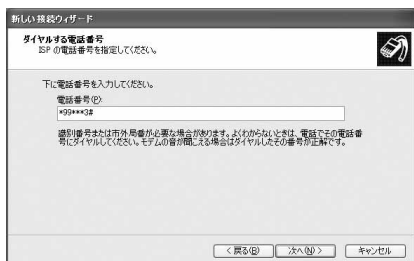 新しい接続ウィザード
ダイヤルする電話番号
ISP の電話番号を指定してください。
下に電話番号を入力してください。
電話番号(P):
*99***3#
識別番号または市外局番が必要な場合があります。よくわからないときは、電話でその電話番
号にダイヤルしてください。モデムの音が聞こえる場合はダイヤルしたその番号が正解です。
< 戻る(B)
次へ(N) >
キャンセル